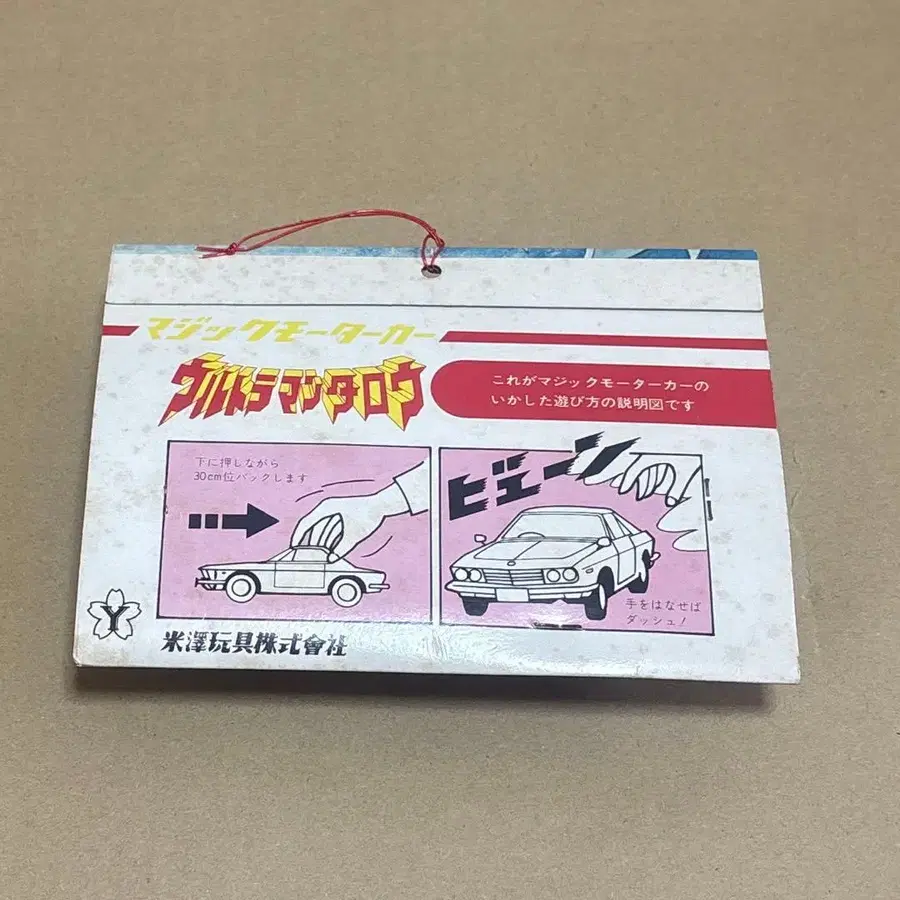 マジックモーターカー
ウルトラマンタロウ
これがマジックモーターカーの
いかした遊び方の説明図です
下に押しながら
30cm位バックします
ビューン
手をはなせば
ダッシュ!
Y
米澤玩具株式會社